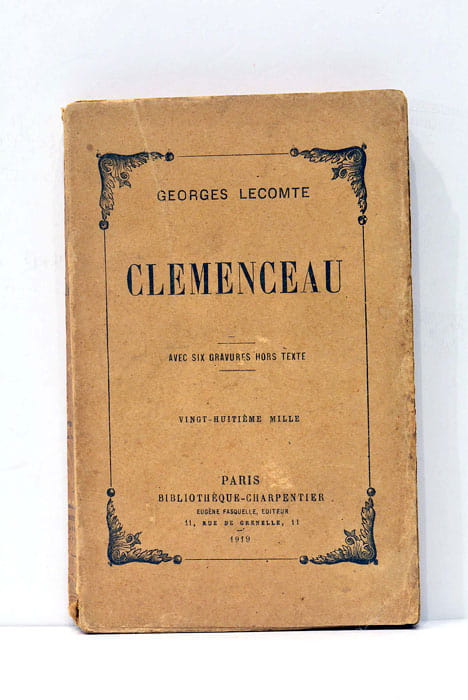 GEORGES LECOMTE
CLEMENCEAU
AVEC SIX GRAVURES HORS TEXTE
VINGT-HUITIÈME MILLE
PARIS
BIBLIOTHÈQUE-CHARPENTIER
EUGÈNE FASQUELLE, EDITEUR
11, RUE DE GRENELLE, 11
1919